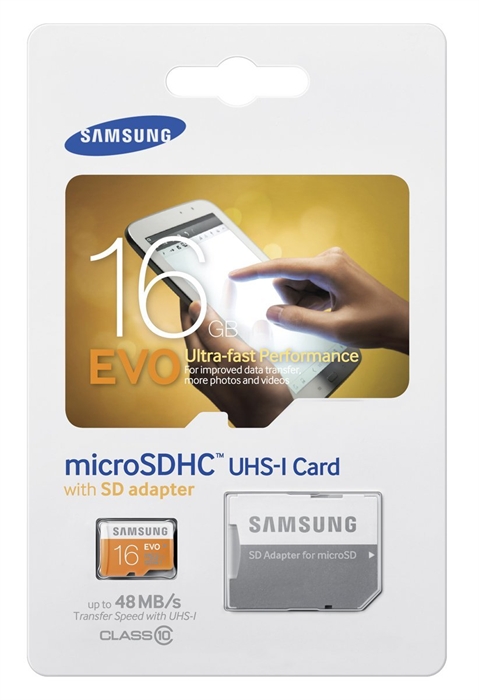 SAMSUNG
16
GB
EVO Ultra-fast Performance
For improved data transfer,
more photos and videos
microSDHC™ UHS-I Card
with SD adapter
SAMSUNG
16 EVO
up to 48 MB/s
Transfer Speed with UHS-I
CLASS 10
SAMSUNG
SD Adapter for microSD